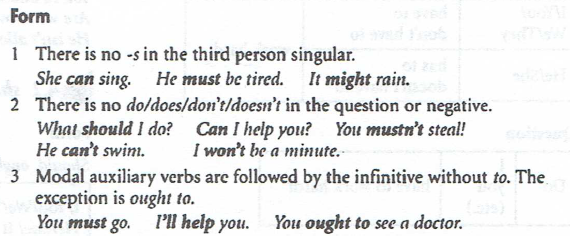 Form
1 There is no -s in the third person singular.
She can sing. He must be tired. It might rain.
2 There is no do/does/don't/doesn't in the question or negative.
What should I do? Can I help you? You mustn't steal!
He can't swim. I won't be a minute.
3 Modal auxiliary verbs are followed by the infinitive without to. The
exception is ought to.
You must go. I'll help you. You ought to see a doctor.